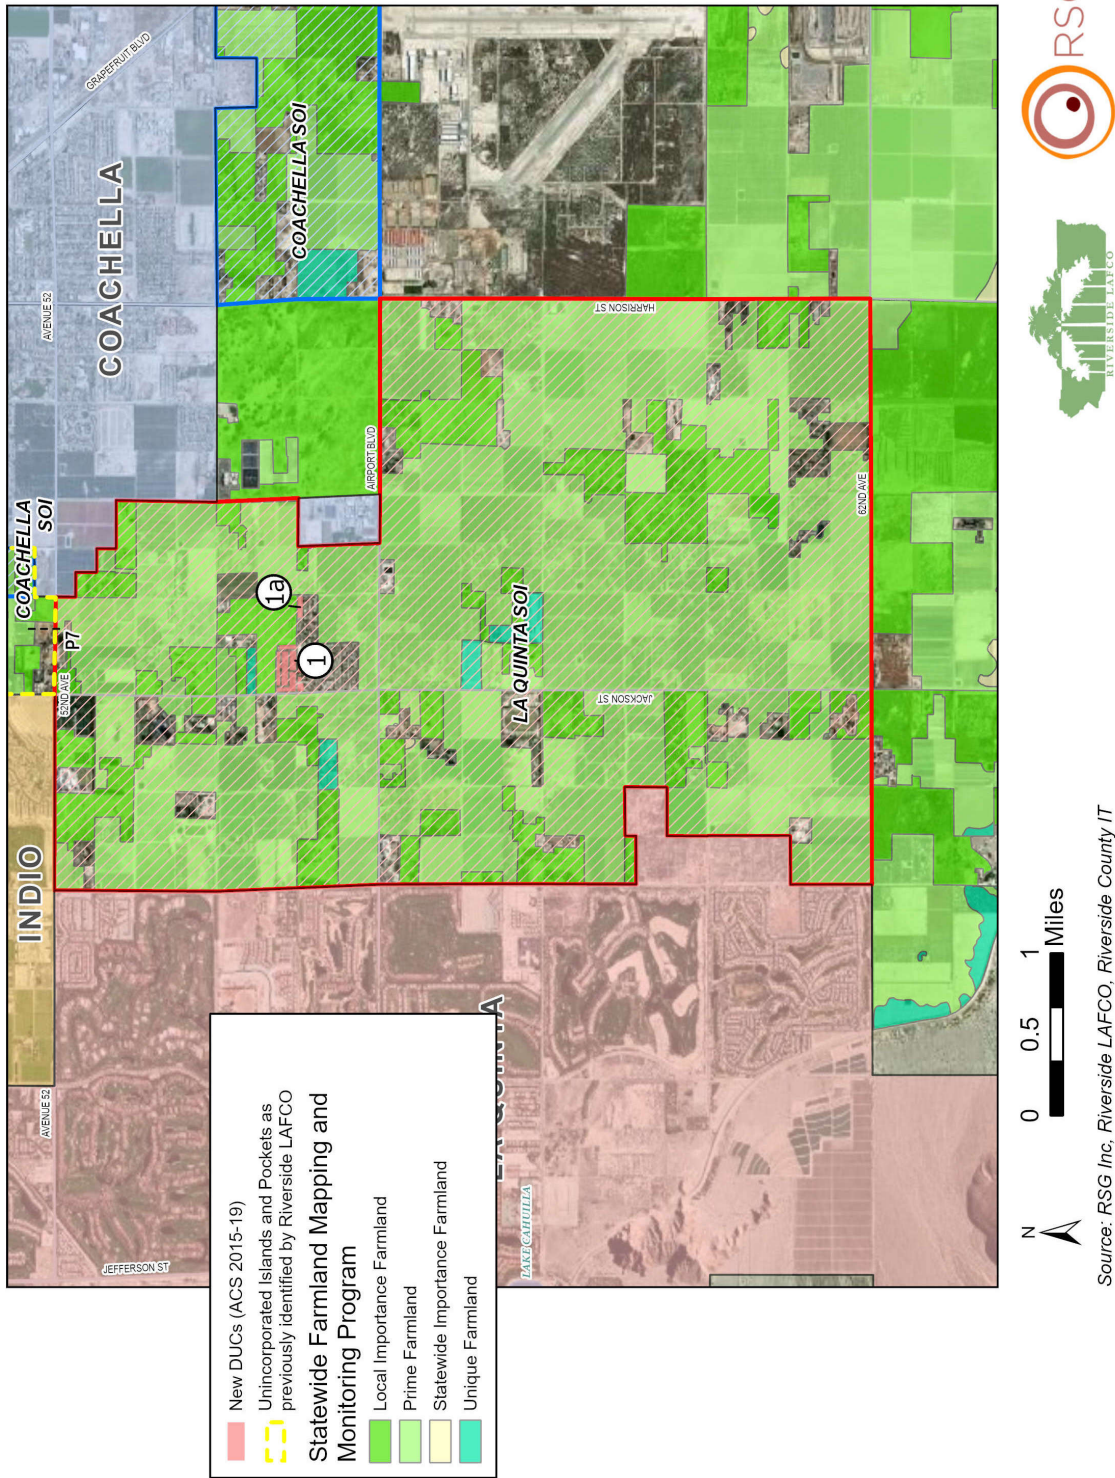 INDIO
COACHELLA
SOI
COACHELLA
GRAPEFRUIT BLVD
AVENUE 52
AVENUE 52
52ND AVE
P7
COACHELLA SOI
JEFFERSON ST
1
1a
AIRPORT BLVD
LA QUINTA SOI
JACKSON ST
HARRISON ST
62ND AVE
LA QUINTA
LAKE CAHUILLA
New DUCs (ACS 2015-19)
Unincorporated Islands and Pockets as
previously identified by Riverside LAFCO
Statewide Farmland Mapping and
Monitoring Program
Local Importance Farmland
Prime Farmland
Statewide Importance Farmland
Unique Farmland
N
0 0.5 1
Miles
Source: RSG Inc, Riverside LAFCO, Riverside County IT
RIVERSIDE LAFCO